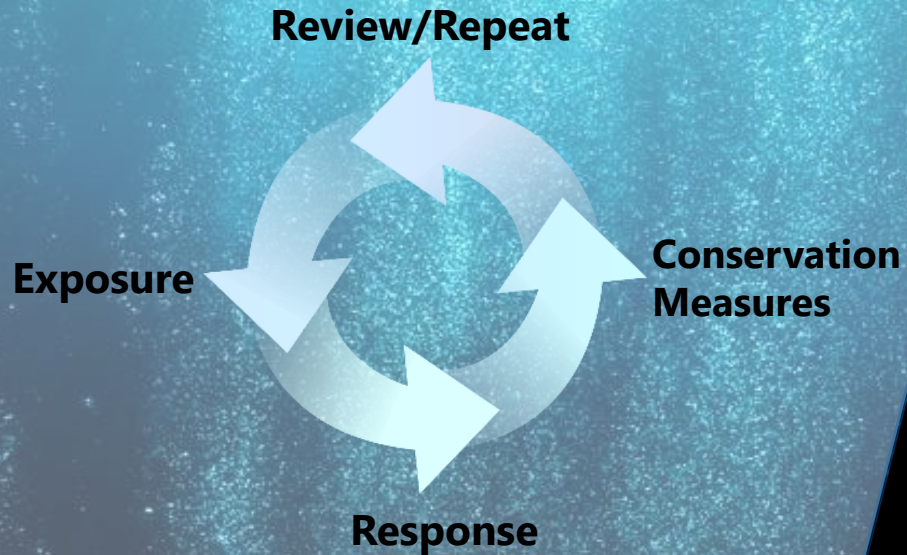 Review/Repeat
Exposure
Conservation
Measures
Response